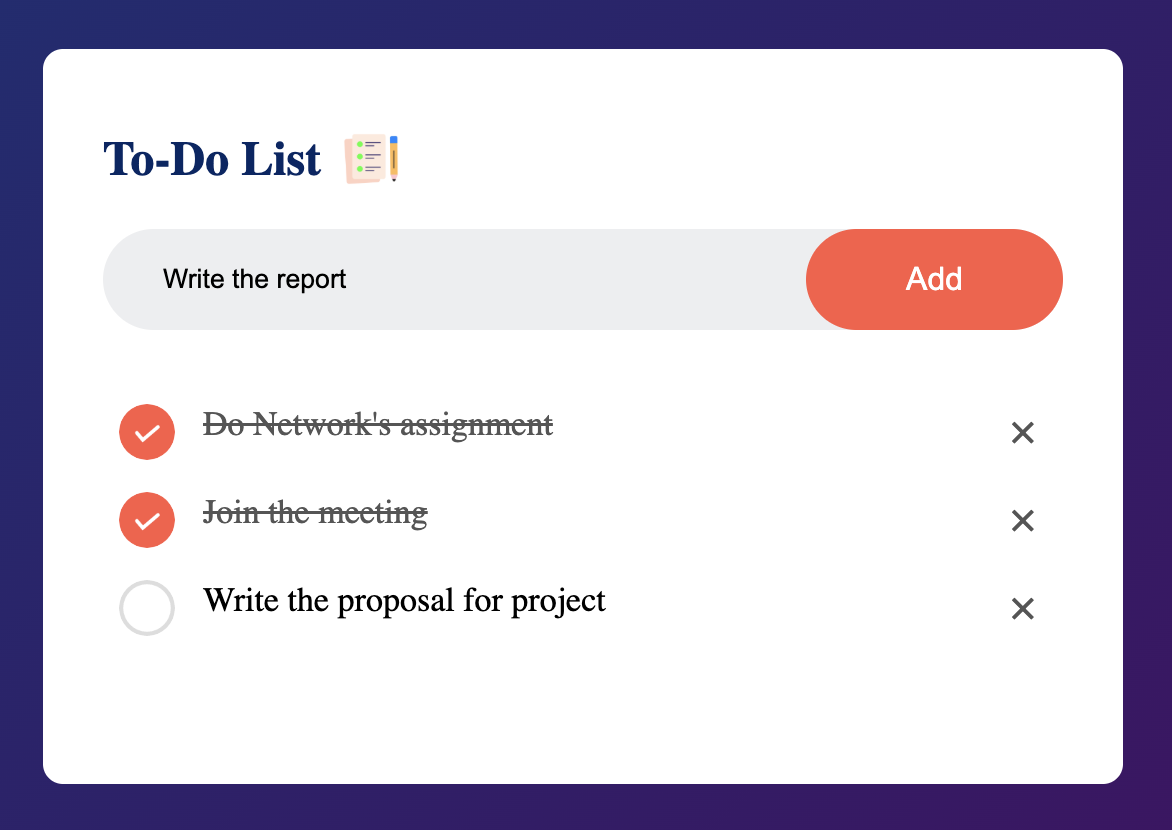 To-Do List
Write the report
Add
Do Network's assignment
Join the meeting
Write the proposal for project